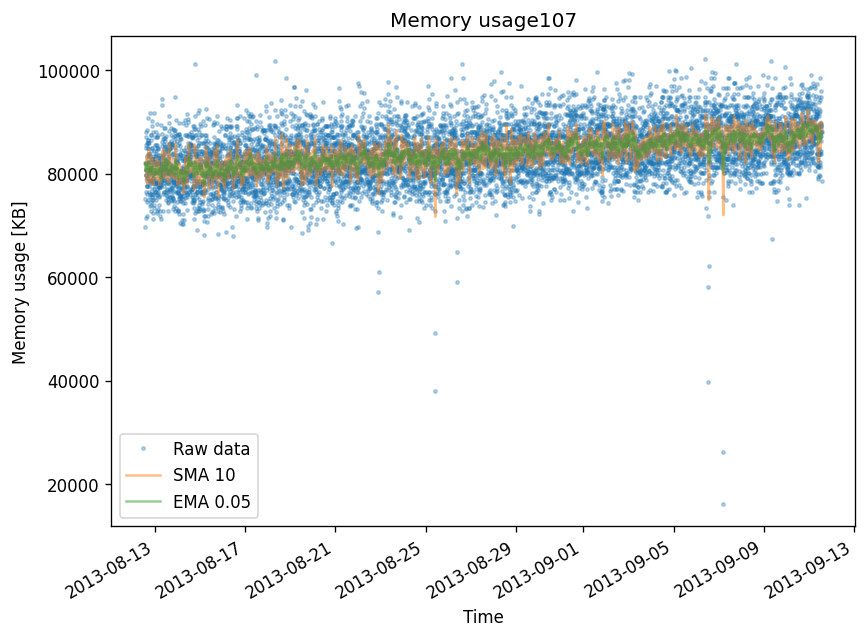 Memory usage107
Memory usage [KB]
100000
80000
60000
40000
20000
Raw data
SMA 10
EMA 0.05
2013-08-13
2013-08-17
2013-08-21
2013-08-25
2013-08-29
2013-09-01
2013-09-05
2013-09-09
2013-09-13
Time